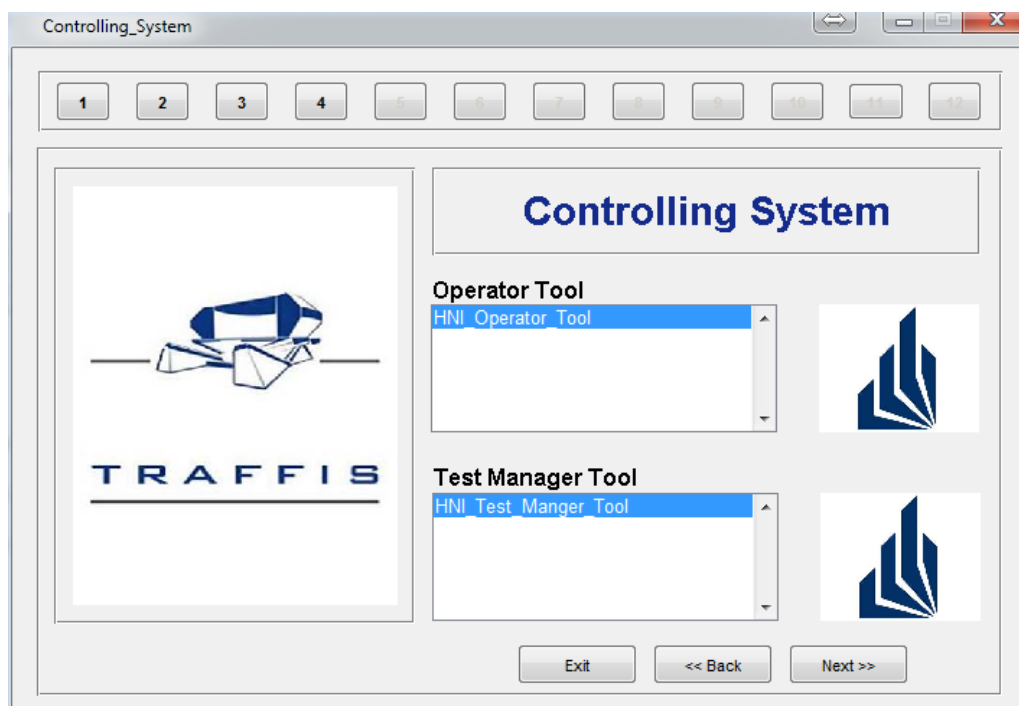 Controlling_System
1 2 3 4 5 6 7 8 9 10 11 12
Controlling System
TRAFFIS
Operator Tool
HNI_Operator_Tool
Test Manager Tool
HNI_Test_Manger_Tool
Exit << Back Next >>